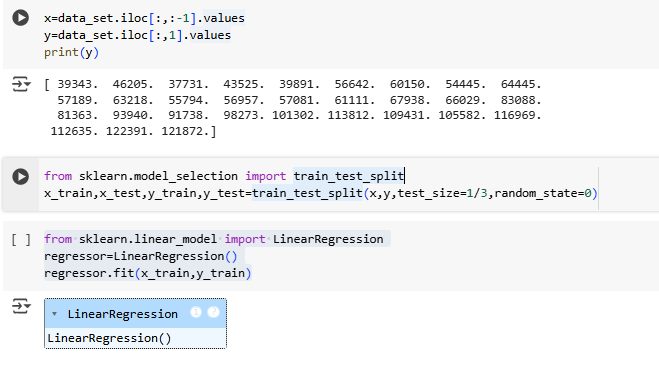 x=data_set.iloc[:,:-1].values
y=data_set.iloc[:,1].values
print(y)
[ 39343.  46205.  37731.  43525.  39891.  56642.  60150.  54445.  64445.
57189.  63218.  55794.  56957.  57081.  61111.  67938.  66029.  83088.
81363.  93940.  91738.  98273. 101302. 113812. 109431. 105582. 116969.
112635. 122391. 121872.]
from sklearn.model_selection import train_test_split
x_train,x_test,y_train,y_test=train_test_split(x,y,test_size=1/3,random_state=0)
[ ] from sklearn.linear_model import LinearRegression
regressor=LinearRegression()
regressor.fit(x_train,y_train)
LinearRegression i ?
LinearRegression()